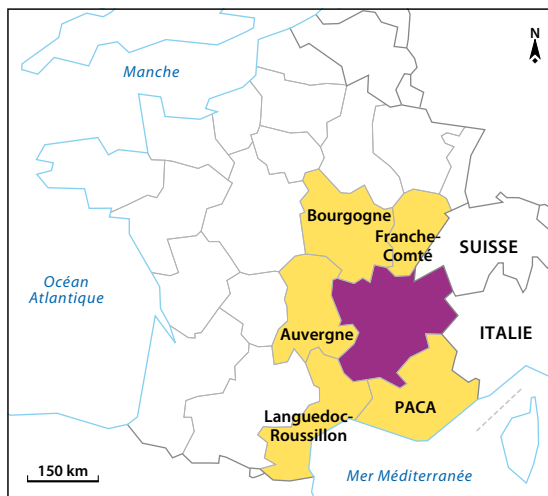 N
Manche
Bourgogne
Franche-
Comté
SUISSE
Océan
Atlantique
Auvergne
ITALIE
PACA
Languedoc-
Roussillon
150 km
Mer Méditerranée